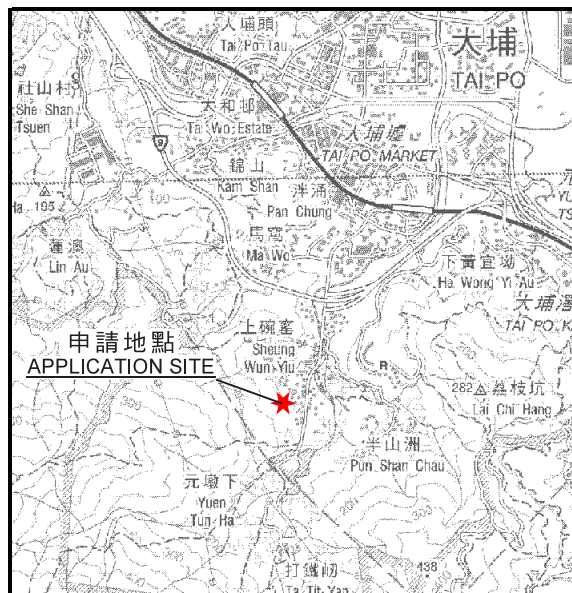 大埔頭
Tai Po Tau
大埔
TAI PO
社山村
She Shan
Tsuen
太和邨
Ta Wo Estate
9
大埔墟
TAI PO MARKET
錦山
Kam Shan
泮涌
Pan Chung
195
100
蓮澳
Lin Au
馬窩
Ma Wo
下黃宜坳
Ha Wong Yi Au
大埔滘
TAI PO K
申請地點
APPLICATION SITE
上碗窰
Sheung
Wun Yiu
R
282
荔枝坑
Lai Chi Hang
半山洲
Pun Shan Chau
元墩下
Yuen
Tun Ha
200
300
打鐵屻
Ta Tit Yan
438